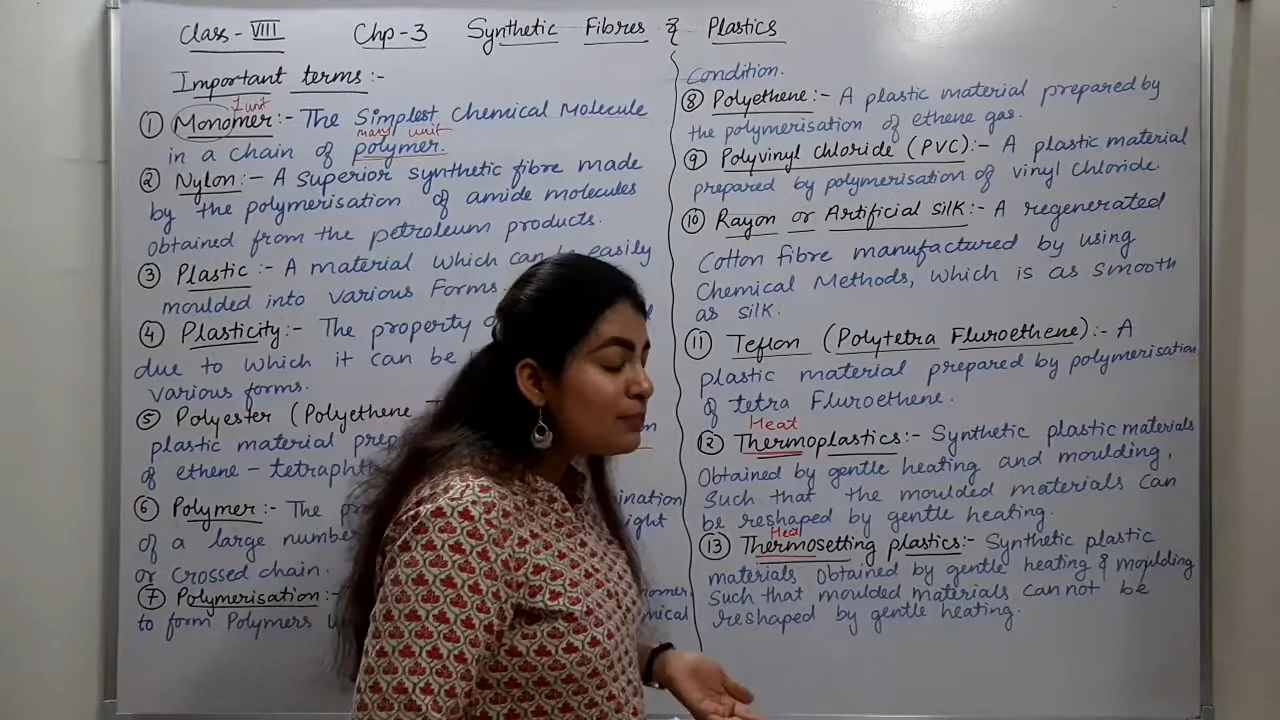 Class - VIII Chp-3 Synthetic Fibres & Plastics
Important terms :-
1 unit
① Monomer :- The Simplest Chemical Molecule
many unit
in a chain of polymer.
② Nylon :- A superior synthetic fibre made
by the polymerisation of amide molecules
obtained from the petroleum products.
③ Plastic :- A material which can be easily
moulded into various forms.
④ Plasticity :- The property
due to which it can be
various forms.
⑤ Polyester (Polyethene
plastic material
of ethene -
⑥ Polymer :- The
ination
of a large number
ight
or crossed chain.
⑦ Polymerisation :-
nomer
to form Polymers
mical
Condition.
⑧ Polyethene :- A plastic material prepared by
the polymerisation of ethene gas.
⑨ Polyvinyl chloride (PVC) :- A plastic material
prepared by polymerisation of vinyl chloride.
⑩ Rayon or Artificial silk :- A regenerated
Cotton fibre manufactured by using
Chemical Methods, which is as smooth
as silk.
⑪ Teflon (Polytetra Fluroethene) :- A
plastic material prepared by polymerisation
of tetra Fluroethene.
Heat
⑫ Thermoplastics :- Synthetic plastic materials
Obtained by gentle heating and moulding,
Such that the moulded materials can
be reshaped by gentle heating.
Heat
⑬ Thermosetting plastics :- Synthetic plastic
materials obtained by gentle heating & moulding
Such that moulded materials can not be
reshaped by gentle heating.